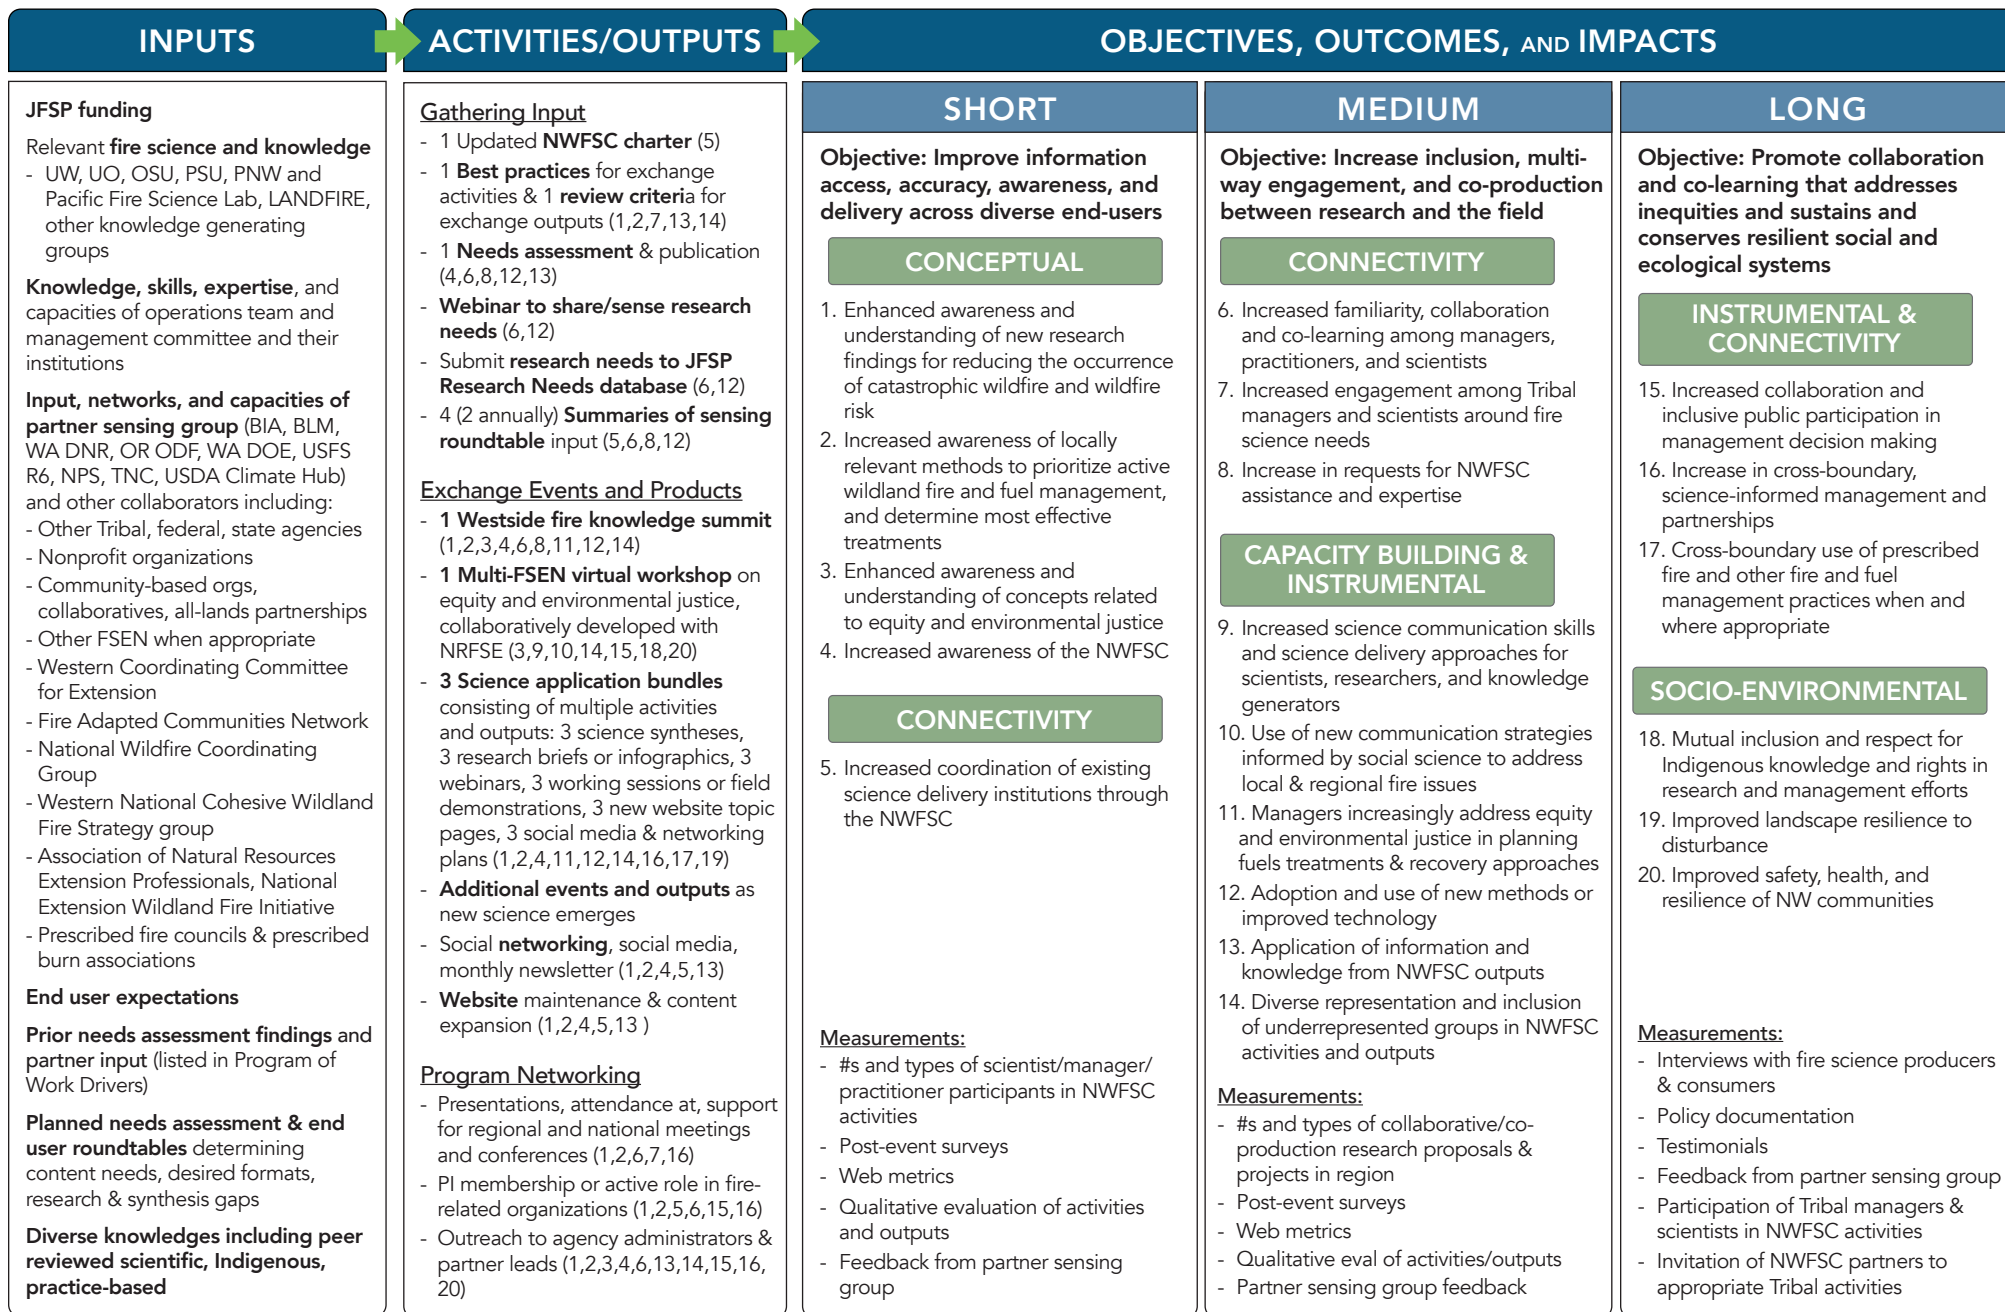 INPUTS
JFSP funding
Relevant fire science and knowledge
- UW, UO, OSU, PSU, PNW and
Pacific Fire Science Lab, LANDFIRE,
other knowledge generating
groups
Knowledge, skills, expertise, and
capacities of operations team and
management committee and their
institutions
Input, networks, and capacities of
partner sensing group (BIA, BLM,
WA DNR, OR ODF, WA DOE, USFS
R6, NPS, TNC, USDA Climate Hub)
and other collaborators including:
- Other Tribal, federal, state agencies
- Nonprofit organizations
- Community-based orgs,
collaboratives, all-lands partnerships
- Other FSEN when appropriate
- Western Coordinating Committee
for Extension
- Fire Adapted Communities Network
- National Wildfire Coordinating
Group
- Western National Cohesive Wildland
Fire Strategy group
- Association of Natural Resources
Extension Professionals, National
Extension Wildland Fire Initiative
- Prescribed fire councils & prescribed
burn associations
End user expectations
Prior needs assessment findings and
partner input (listed in Program of
Work Drivers)
Planned needs assessment & end
user roundtables determining
content needs, desired formats,
research & synthesis gaps
Diverse knowledges including peer
reviewed scientific, Indigenous,
practice-based
ACTIVITIES/OUTPUTS
Gathering Input
- 1 Updated NWFSC charter (5)
- 1 Best practices for exchange
activities & 1 review criteria for
exchange outputs (1,2,7,13,14)
- 1 Needs assessment & publication
(4,6,8,12,13)
- Webinar to share/sense research
needs (6,12)
- Submit research needs to JFSP
Research Needs database (6,12)
- 4 (2 annually) Summaries of sensing
roundtable input (5,6,8,12)
Exchange Events and Products
- 1 Westside fire knowledge summit
(1,2,3,4,6,8,11,12,14)
- 1 Multi-FSEN virtual workshop on
equity and environmental justice,
collaboratively developed with
NRFSE (3,9,10,14,15,18,20)
- 3 Science application bundles
consisting of multiple activities
and outputs: 3 science syntheses,
3 research briefs or infographics, 3
webinars, 3 working sessions or field
demonstrations, 3 new website topic
pages, 3 social media & networking
plans (1,2,4,11,12,14,16,17,19)
- Additional events and outputs as
new science emerges
- Social networking, social media,
monthly newsletter (1,2,4,5,13)
- Website maintenance & content
expansion (1,2,4,5,13 )
Program Networking
- Presentations, attendance at, support
for regional and national meetings
and conferences (1,2,6,7,16)
- PI membership or active role in fire-
related organizations (1,2,5,6,15,16)
- Outreach to agency administrators &
partner leads (1,2,3,4,6,13,14,15,16,
20)
OBJECTIVES, OUTCOMES, AND IMPACTS
SHORT
Objective: Improve information
access, accuracy, awareness, and
delivery across diverse end-users
CONCEPTUAL
1. Enhanced awareness and
understanding of new research
findings for reducing the occurrence
of catastrophic wildfire and wildfire
risk
2. Increased awareness of locally
relevant methods to prioritize active
wildland fire and fuel management,
and determine most effective
treatments
3. Enhanced awareness and
understanding of concepts related
to equity and environmental justice
4. Increased awareness of the NWFSC
CONNECTIVITY
5. Increased coordination of existing
science delivery institutions through
the NWFSC
Measurements:
- #s and types of scientist/manager/
practitioner participants in NWFSC
activities
- Post-event surveys
- Web metrics
- Qualitative evaluation of activities
and outputs
- Feedback from partner sensing
group
MEDIUM
Objective: Increase inclusion, multi-
way engagement, and co-production
between research and the field
CONNECTIVITY
6. Increased familiarity, collaboration
and co-learning among managers,
practitioners, and scientists
7. Increased engagement among Tribal
managers and scientists around fire
science needs
8. Increase in requests for NWFSC
assistance and expertise
CAPACITY BUILDING &
INSTRUMENTAL
9. Increased science communication skills
and science delivery approaches for
scientists, researchers, and knowledge
generators
10. Use of new communication strategies
informed by social science to address
local & regional fire issues
11. Managers increasingly address equity
and environmental justice in planning
fuels treatments & recovery approaches
12. Adoption and use of new methods or
improved technology
13. Application of information and
knowledge from NWFSC outputs
14. Diverse representation and inclusion
of underrepresented groups in NWFSC
activities and outputs
Measurements:
- #s and types of collaborative/co-
production research proposals &
projects in region
- Post-event surveys
- Web metrics
- Qualitative eval of activities/outputs
- Partner sensing group feedback
LONG
Objective: Promote collaboration
and co-learning that addresses
inequities and sustains and
conserves resilient social and
ecological systems
INSTRUMENTAL &
CONNECTIVITY
15. Increased collaboration and
inclusive public participation in
management decision making
16. Increase in cross-boundary,
science-informed management and
partnerships
17. Cross-boundary use of prescribed
fire and other fire and fuel
management practices when and
where appropriate
SOCIO-ENVIRONMENTAL
18. Mutual inclusion and respect for
Indigenous knowledge and rights in
research and management efforts
19. Improved landscape resilience to
disturbance
20. Improved safety, health, and
resilience of NW communities
Measurements:
- Interviews with fire science producers
& consumers
- Policy documentation
- Testimonials
- Feedback from partner sensing group
- Participation of Tribal managers &
scientists in NWFSC activities
- Invitation of NWFSC partners to
appropriate Tribal activities